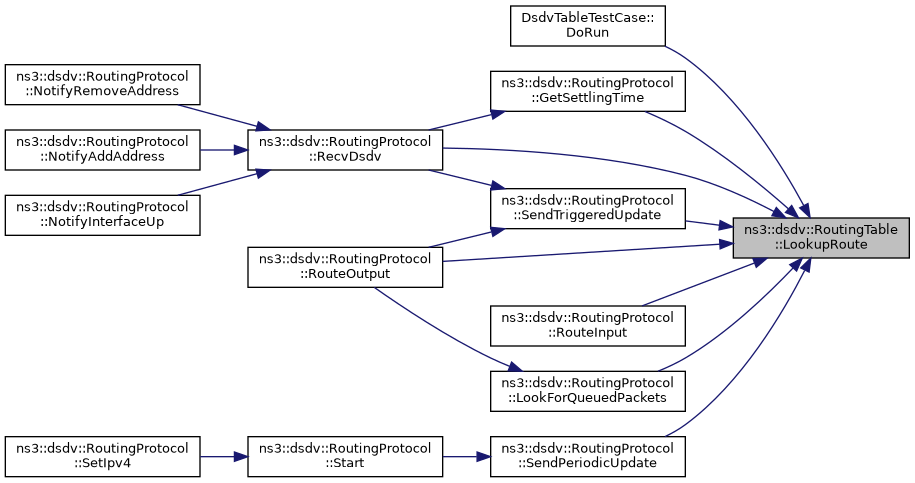 DsdvTableTestCase::
DoRun
ns3::dsdv::RoutingProtocol
::NotifyRemoveAddress
ns3::dsdv::RoutingProtocol
::GetSettlingTime
ns3::dsdv::RoutingProtocol
::NotifyAddAddress
ns3::dsdv::RoutingProtocol
::RecvDsdv
ns3::dsdv::RoutingProtocol
::NotifyInterfaceUp
ns3::dsdv::RoutingProtocol
::SendTriggeredUpdate
ns3::dsdv::RoutingTable
::LookupRoute
ns3::dsdv::RoutingProtocol
::RouteOutput
ns3::dsdv::RoutingProtocol
::RouteInput
ns3::dsdv::RoutingProtocol
::LookForQueuedPackets
ns3::dsdv::RoutingProtocol
::SetIpv4
ns3::dsdv::RoutingProtocol
::Start
ns3::dsdv::RoutingProtocol
::SendPeriodicUpdate